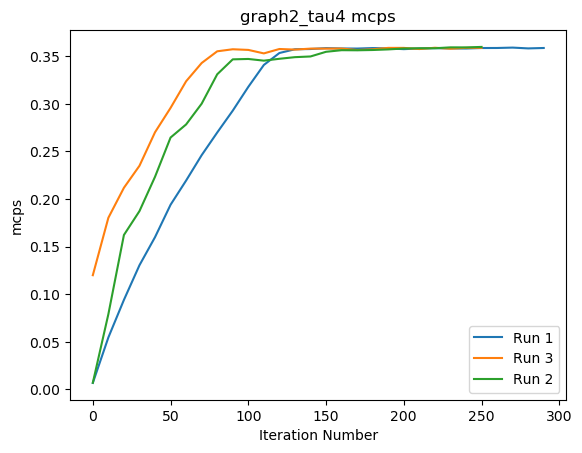 graph2_tau4 mcps
mcps
0.35
0.30
0.25
0.20
0.15
0.10
0.05
0.00
0 50 100 150 200 250 300
Iteration Number
Run 1
Run 3
Run 2